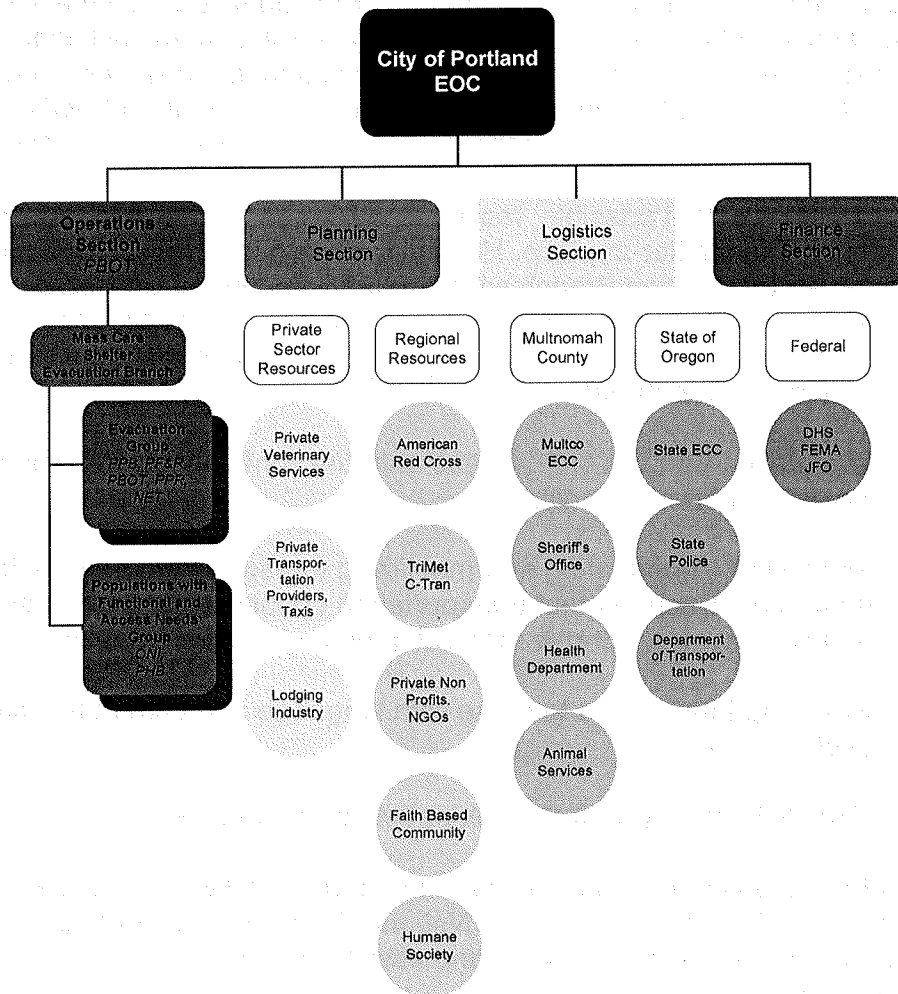 City of Portland
EOC
Operations
Section
PBOT
Planning
Section
Logistics
Section
Finance
Section
Mass Care
Shelter
Evacuation Branch
Evacuation
Group
PPB, PF&R,
PBOT, PPR,
NET
Populations with
Functional and
Access Needs
Group
ONI
PHB
Private
Sector
Resources
Private
Veterinary
Services
Private
Transpor-
tation
Providers,
Taxis
Lodging
Industry
Regional
Resources
American
Red Cross
TriMet
C-Tran
Private Non
Profits,
NGOs
Faith Based
Community
Humane
Society
Multnomah
County
Multco
ECC
Sheriff's
Office
Health
Department
Animal
Services
State of
Oregon
State ECC
State
Police
Department
of Transpor-
tation
Federal
DHS
FEMA
JFO